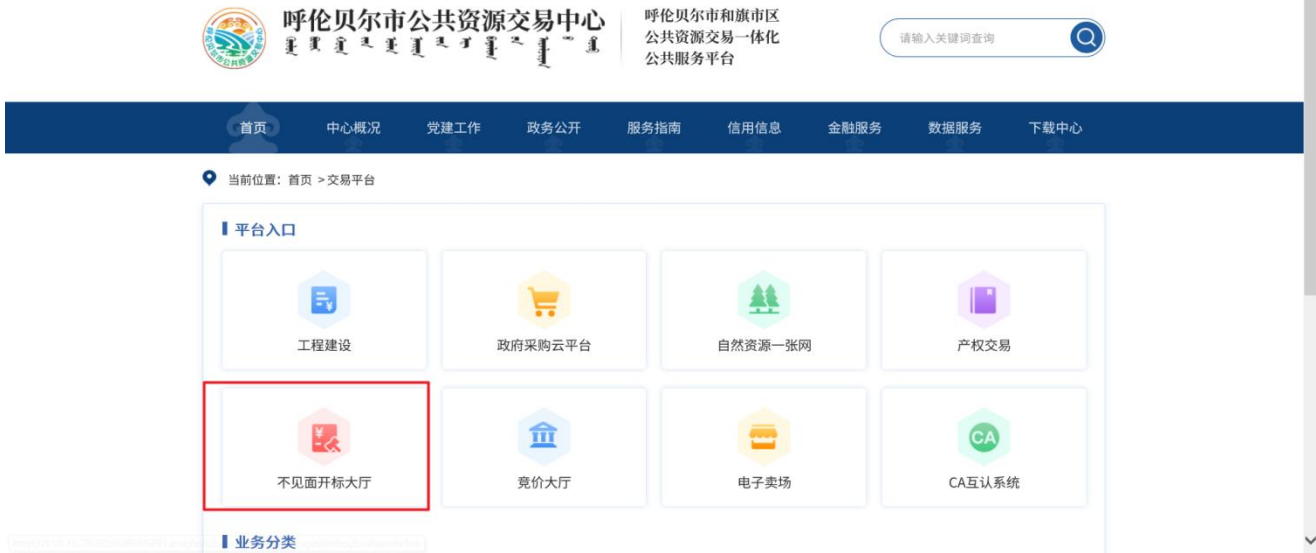 呼伦贝尔市公共资源交易中心
呼伦贝尔市和旗市区
公共资源交易一体化
公共服务平台
请输入关键词查询
首页 中心概况 党建工作 政务公开 服务指南 信用信息 金融服务 数据服务 下载中心
当前位置：首页 >交易平台
平台入口
工程建设 政府采购云平台 自然资源一张网 产权交易
¥
CA
不见面开标大厅 竞价大厅 电子卖场 CA互认系统
业务分类